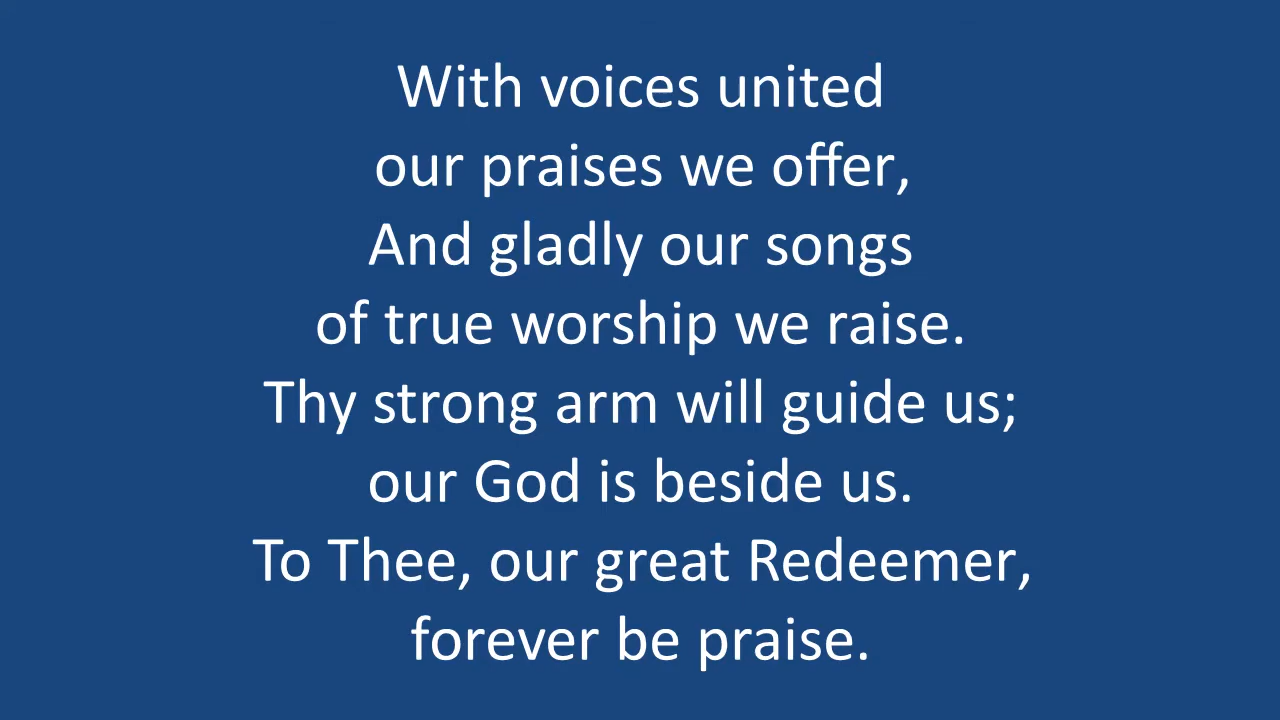 With voices united
our praises we offer,
And gladly our songs
of true worship we raise.
Thy strong arm will guide us;
our God is beside us.
To Thee, our great Redeemer,
forever be praise.